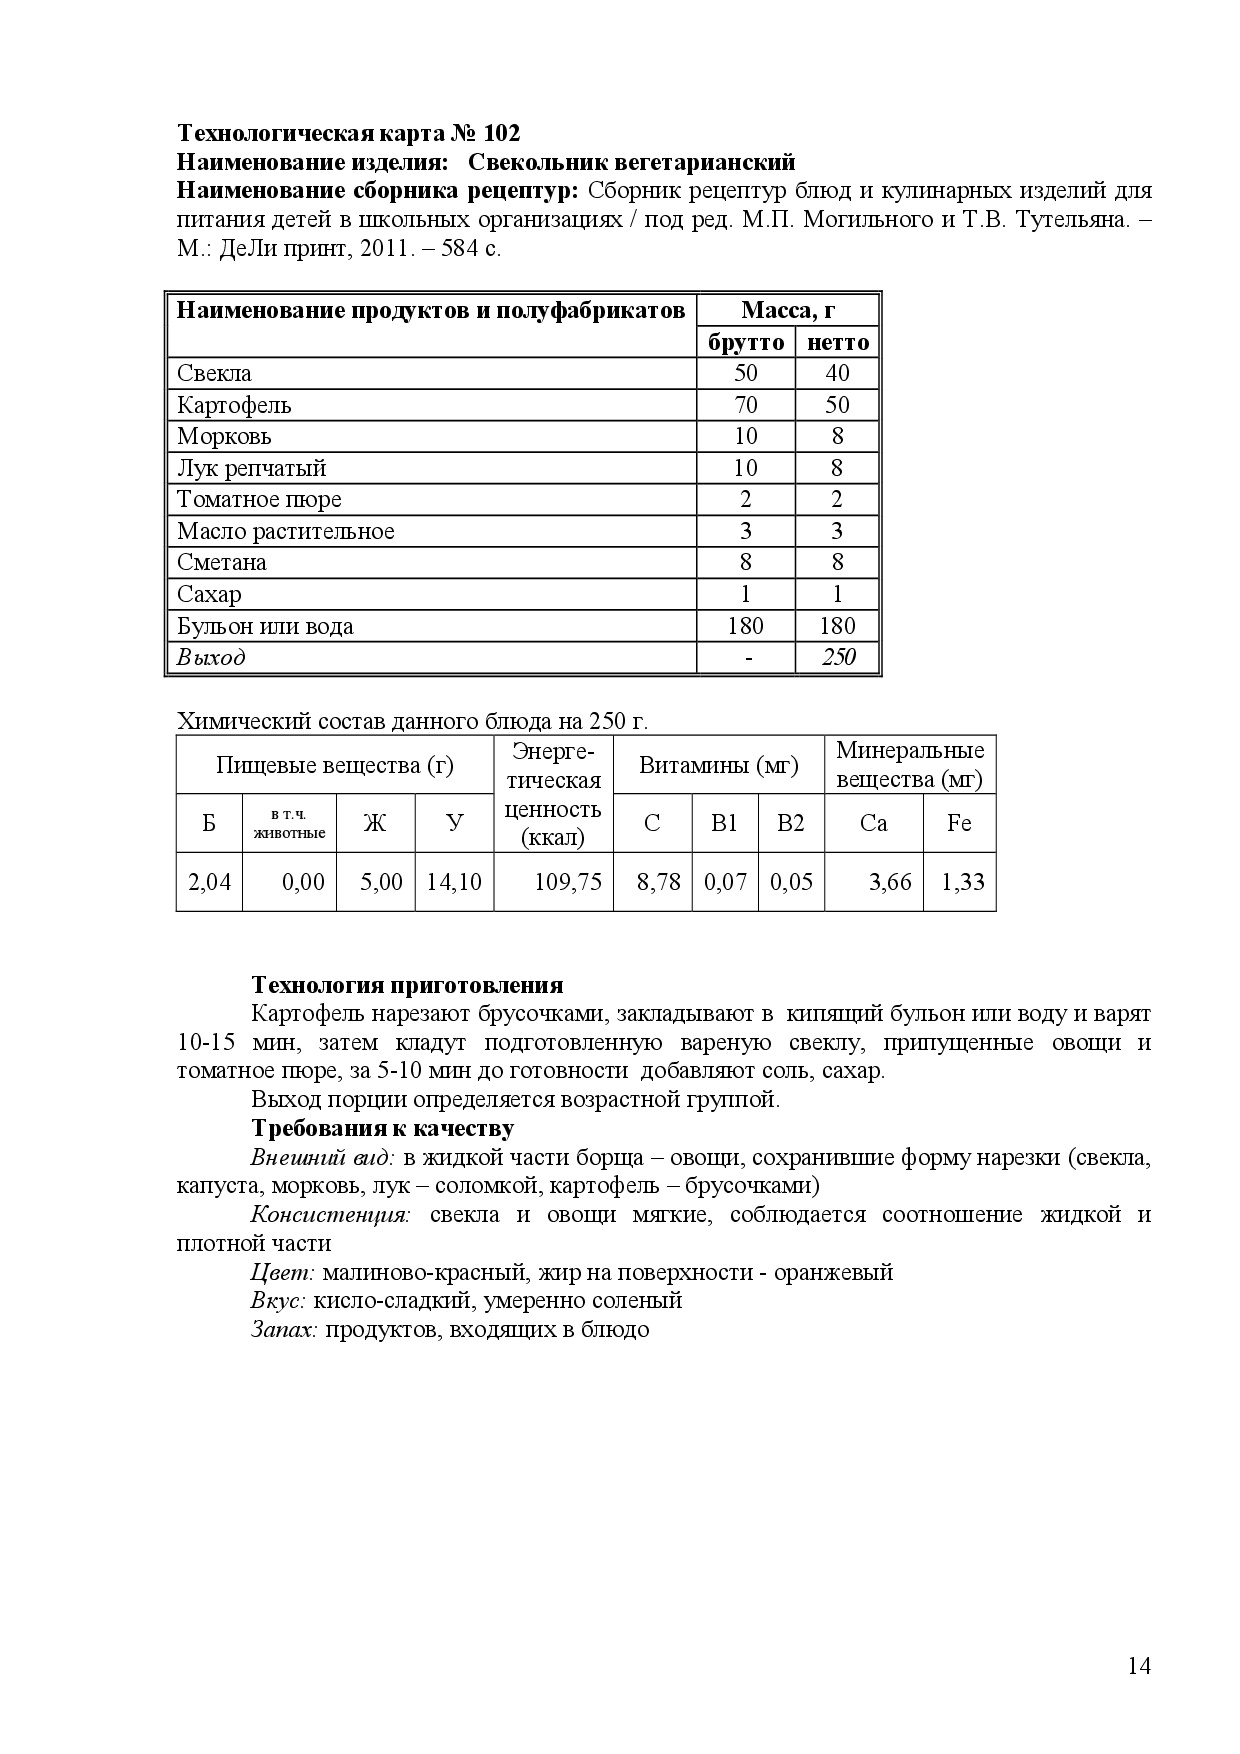 Технологическая карта № 102
Наименование изделия: Свекольник вегетарианский
Наименование сборника рецептур: Сборник рецептур блюд и кулинарных изделий для
питания детей в школьных организациях / под ред. М.П. Могильного и Т.В. Тутельяна. –
М.: ДеЛи принт, 2011. – 584 с.
Наименование продуктов и полуфабрикатов Масса, г
брутто нетто
Свекла 50 40
Картофель 70 50
Морковь 10 8
Лук репчатый 10 8
Томатное пюре 2 2
Масло растительное 3 3
Сметана 8 8
Сахар 1 1
Бульон или вода 180 180
Выход - 250
Химический состав данного блюда на 250 г.
Пищевые вещества (г) Энерге-
тическая
ценность
(ккал) Витамины (мг) Минеральные
вещества (мг)
Б в т.ч.
животные Ж У С В1 В2 Са Fe
2,04 0,00 5,00 14,10 109,75 8,78 0,07 0,05 3,66 1,33
Технология приготовления
Картофель нарезают брусочками, закладывают в кипящий бульон или воду и варят
10-15 мин, затем кладут подготовленную вареную свеклу, припущенные овощи и
томатное пюре, за 5-10 мин до готовности добавляют соль, сахар.
Выход порции определяется возрастной группой.
Требования к качеству
Внешний вид: в жидкой части борща – овощи, сохранившие форму нарезки (свекла,
капуста, морковь, лук – соломкой, картофель – брусочками)
Консистенция: свекла и овощи мягкие, соблюдается соотношение жидкой и
плотной части
Цвет: малиново-красный, жир на поверхности - оранжевый
Вкус: кисло-сладкий, умеренно соленый
Запах: продуктов, входящих в блюдо
14